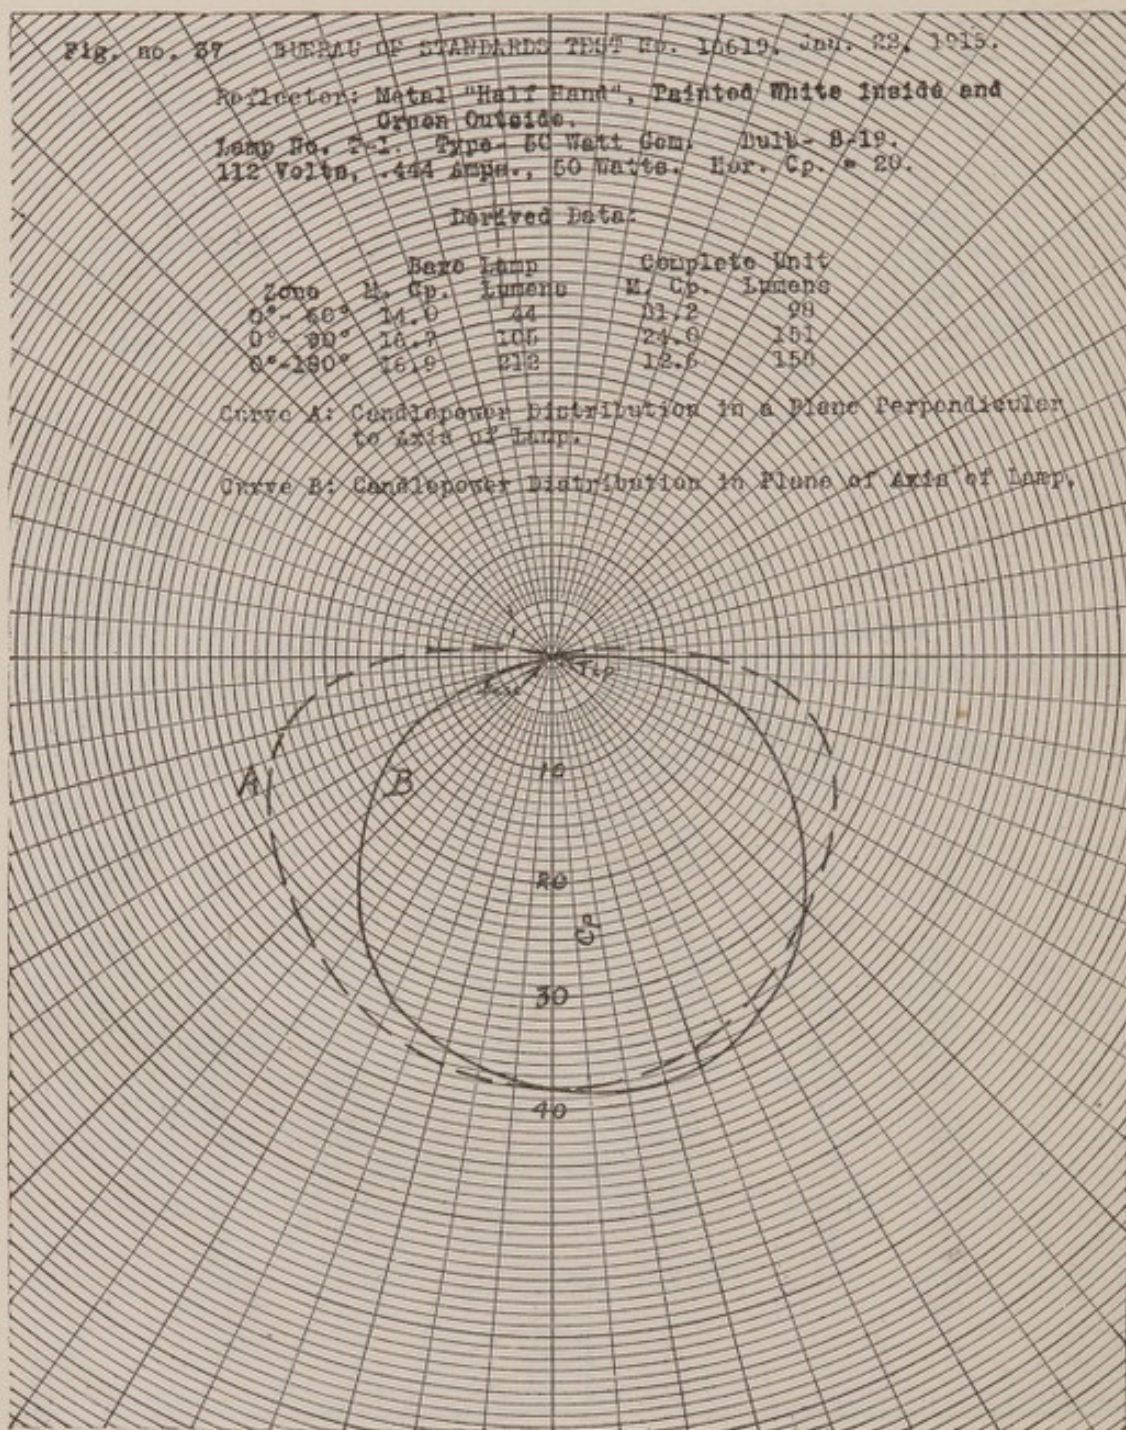 Fig. no. 37 BUREAU OF STANDARDS TEST No. 16619, Jan. 22, 1915.
Reflector: Metal "Half Hand", Painted White inside and
Green Outside.
Lamp No. T-1. Type- 50 Watt Gem. Bulb- S-19.
112 Volts, .444 Amps., 50 Watts. Hor. Cp. = 20.
Derived Data:
Bare Lamp Complete Unit
Zone M. Cp. Lumens M. Cp. Lumens
0°- 60° 14.0 44 31.2 98
0°- 90° 16.7 105 24.0 151
0°-180° 16.9 212 12.6 158
Curve A: Candlepower Distribution in a Plane Perpendicular
to Axis of Lamp.
Curve B: Candlepower Distribution in Plane of Axis of Lamp.
Base Tip
A B
10
20
Cp
30
40